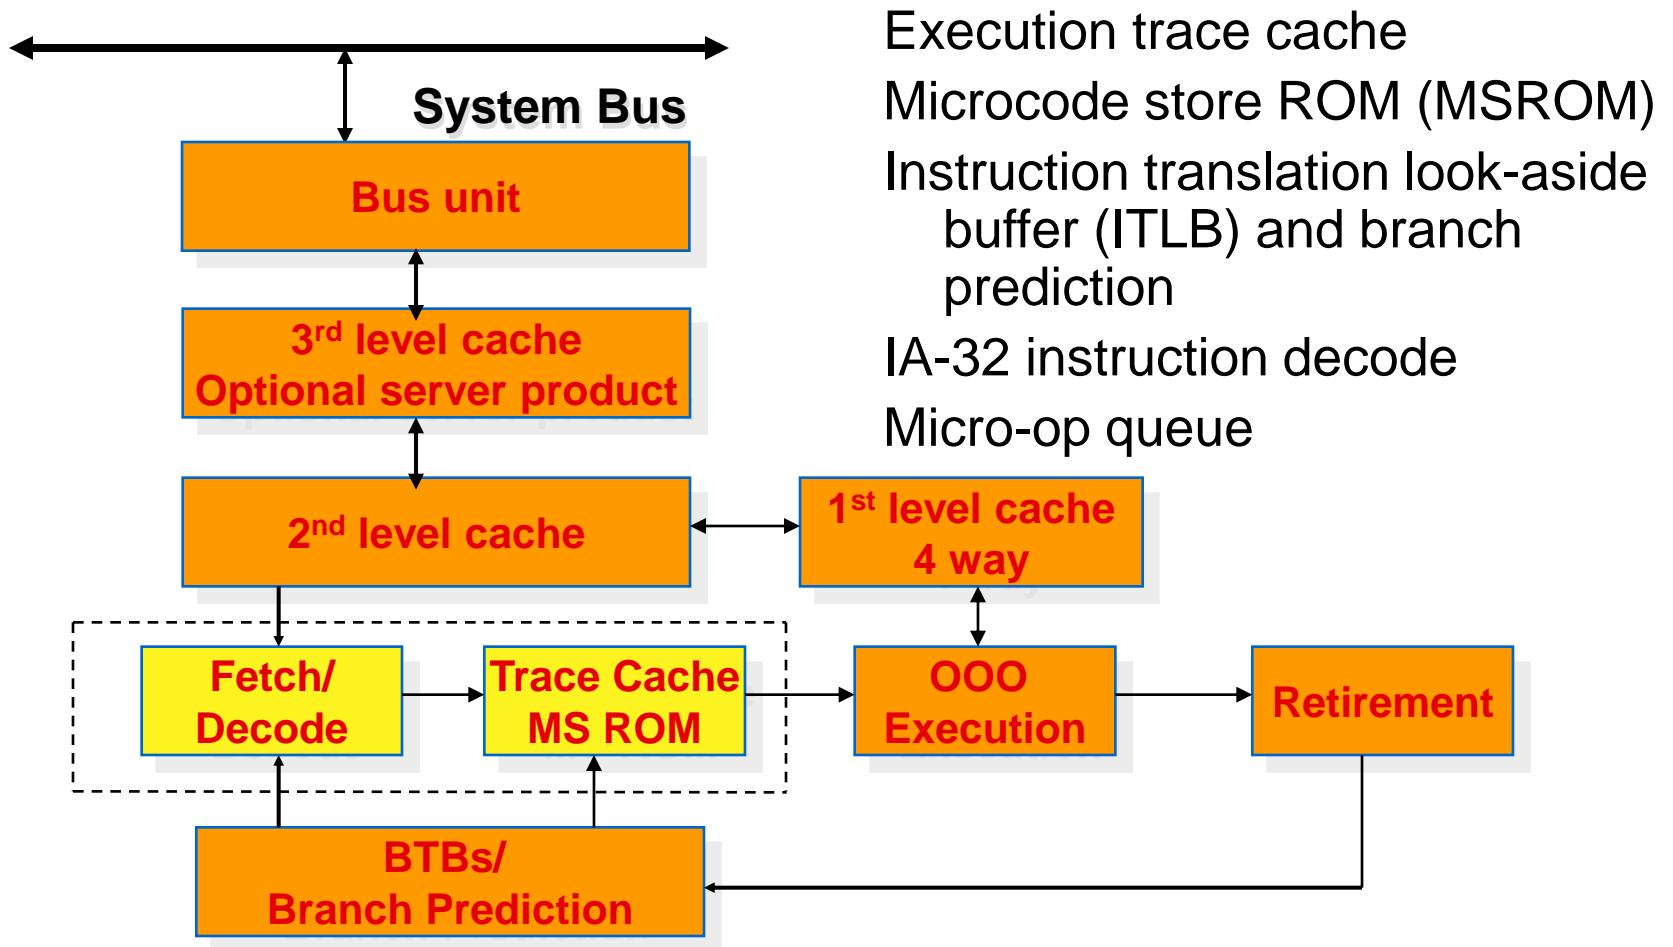 Execution trace cache
Microcode store ROM (MSROM)
Instruction translation look-aside
buffer (ITLB) and branch
prediction
IA-32 instruction decode
Micro-op queue
System Bus
Bus unit
3rd level cache
Optional server product
2nd level cache
1st level cache
4 way
Fetch/
Decode
Trace Cache
MS ROM
OOO
Execution
Retirement
BTBs/
Branch Prediction